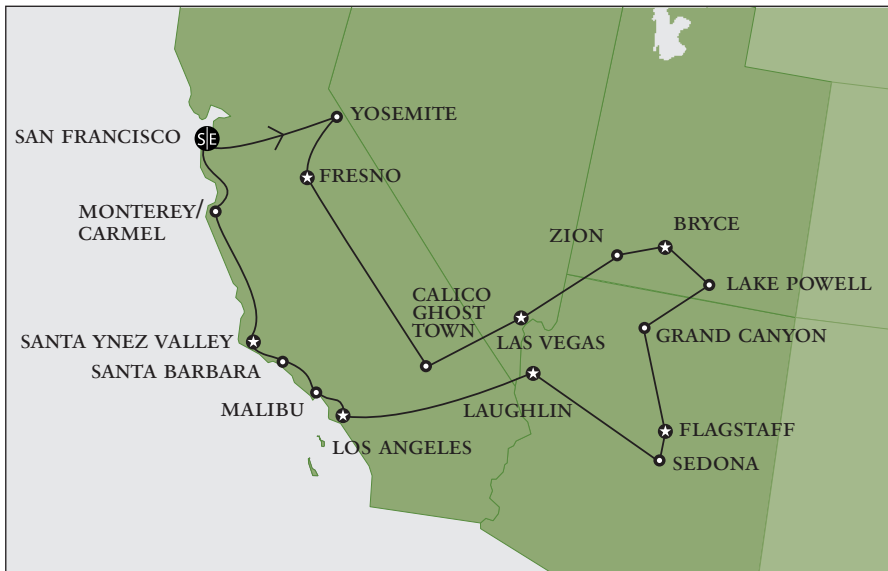 YOSEMITE
SAN FRANCISCO
S E
FRESNO
MONTEREY/
CARMEL
BRYCE
ZION
LAKE POWELL
CALICO
GHOST
TOWN
SANTA YNEZ VALLEY
LAS VEGAS
GRAND CANYON
SANTA BARBARA
MALIBU
LAUGHLIN
FLAGSTAFF
LOS ANGELES
SEDONA